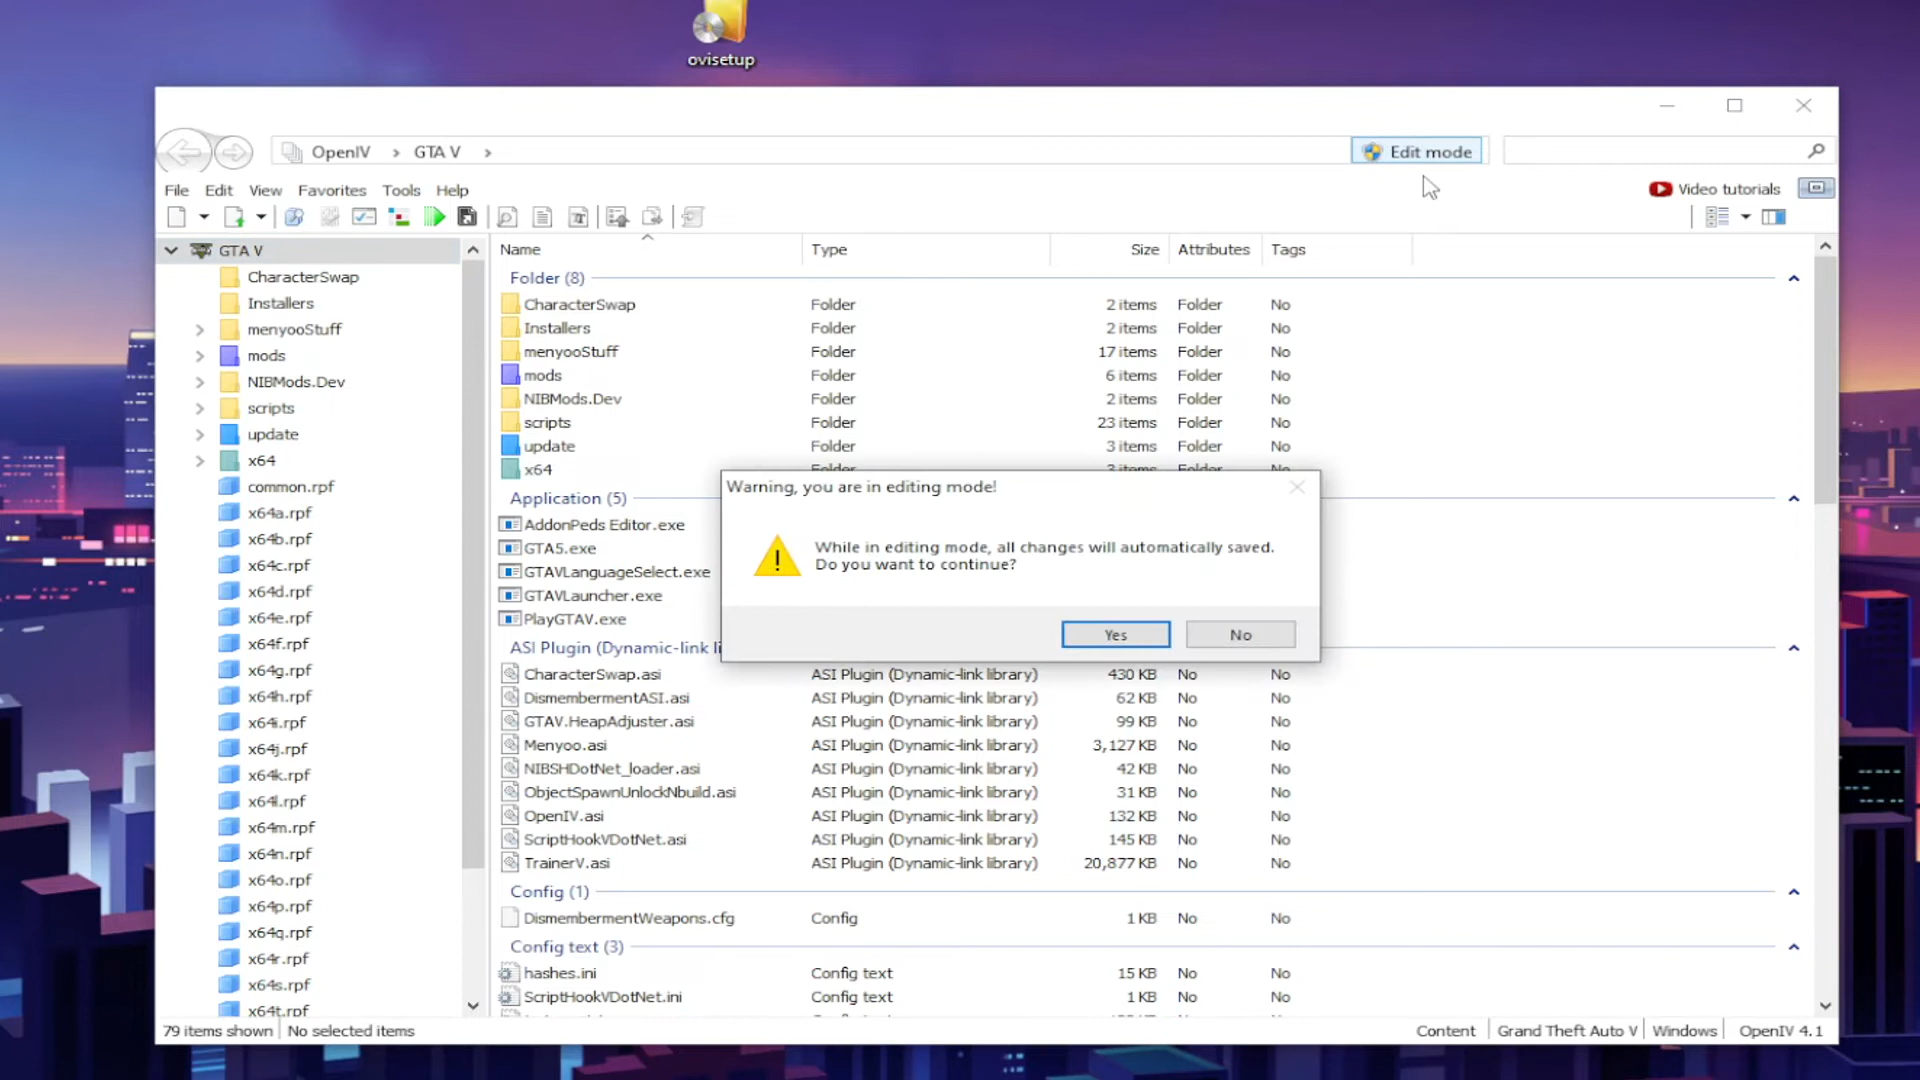 ovisetup
OpenIV > GTA V >
Edit mode
File Edit View Favorites Tools Help
Video tutorials
GTA V
CharacterSwap
Installers
menyooStuff
mods
NIBMods.Dev
scripts
update
x64
common.rpf
x64a.rpf
x64b.rpf
x64c.rpf
x64d.rpf
x64e.rpf
x64f.rpf
x64g.rpf
x64h.rpf
x64i.rpf
x64j.rpf
x64k.rpf
x64l.rpf
x64m.rpf
x64n.rpf
x64o.rpf
x64p.rpf
x64q.rpf
x64r.rpf
x64s.rpf
x64t.rpf
Name Type Size Attributes Tags
Folder (8)
CharacterSwap Folder 2 items Folder No
Installers Folder 2 items Folder No
menyooStuff Folder 17 items Folder No
mods Folder 6 items Folder No
NIBMods.Dev Folder 2 items Folder No
scripts Folder 23 items Folder No
update Folder 3 items Folder No
x64 Folder 3 items Folder No
Application (5)
AddonPeds Editor.exe
GTA5.exe
GTAVLanguageSelect.exe
GTAVLauncher.exe
PlayGTAV.exe
Warning, you are in editing mode!
While in editing mode, all changes will automatically saved.
Do you want to continue?
Yes No
ASI Plugin (Dynamic-link li
CharacterSwap.asi ASI Plugin (Dynamic-link library) 430 KB No No
DismembermentASI.asi ASI Plugin (Dynamic-link library) 62 KB No No
GTAV.HeapAdjuster.asi ASI Plugin (Dynamic-link library) 99 KB No No
Menyoo.asi ASI Plugin (Dynamic-link library) 3,127 KB No No
NIBSHDotNet_loader.asi ASI Plugin (Dynamic-link library) 42 KB No No
ObjectSpawnUnlockNbuild.asi ASI Plugin (Dynamic-link library) 31 KB No No
OpenIV.asi ASI Plugin (Dynamic-link library) 132 KB No No
ScriptHookVDotNet.asi ASI Plugin (Dynamic-link library) 145 KB No No
TrainerV.asi ASI Plugin (Dynamic-link library) 20,877 KB No No
Config (1)
DismembermentWeapons.cfg Config 1 KB No No
Config text (3)
hashes.ini Config text 15 KB No No
ScriptHookVDotNet.ini Config text 1 KB No No
79 items shown No selected items
Content Grand Theft Auto V Windows OpenIV 4.1